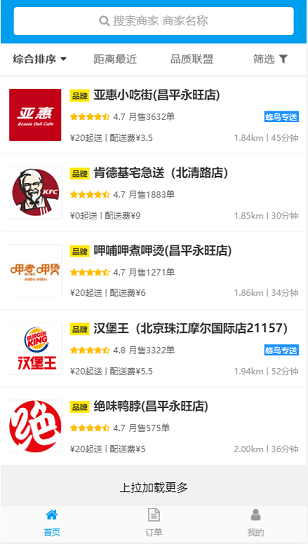 搜索商家 商家名称
综合排序 距离最近 品质联盟 筛选
亚惠
Acasia Deli Cafe
品牌 亚惠小吃街(昌平永旺店)
4.7 月售3632单 蜂鸟专送
¥20起送 | 配送费¥3.5 1.84km | 45分钟
KFC
品牌 肯德基宅急送（北清路店）
4.7 月售1883单
¥0起送 | 配送费¥9 1.85km | 30分钟
呷煮呷烫
品牌 呷哺呷煮呷烫(昌平永旺店)
4.7 月售1271单
¥20起送 | 配送费¥6 1.86km | 34分钟
BURGER KING
汉堡王
品牌 汉堡王（北京珠江摩尔国际店21157）
4.8 月售3322单 蜂鸟专送
¥20起送 | 配送费¥5.5 1.94km | 52分钟
绝
品牌 绝味鸭脖(昌平永旺店)
4.7 月售575单
¥20起送 | 配送费¥5 2.00km | 36分钟
上拉加载更多
首页 订单 我的